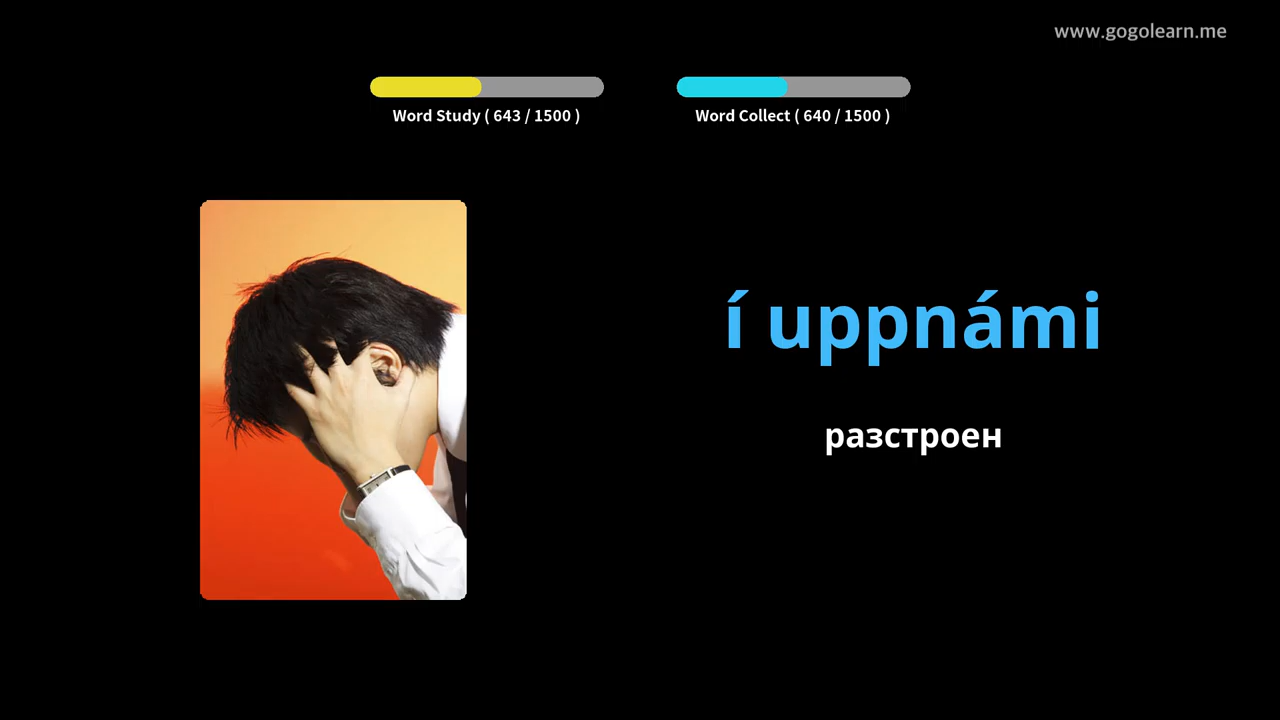 www.gogolearn.me
Word Study ( 643 / 1500 )
Word Collect ( 640 / 1500 )
í uppnámi
разстроен